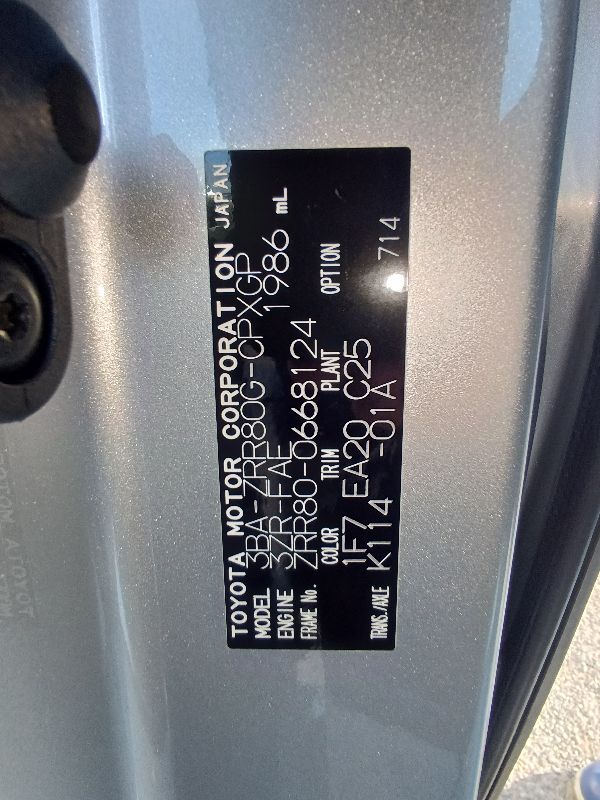 TOYOTA MOTOR CORPORATION JAPAN
MODEL 3BA-ZRR80G-CPXGP
ENGINE 3ZR-FAE 1986 mL
FRAME No. ZRR80-0668124
COLOR TRIM PLANT OPTION
1F7 EA20 C25
TRANS./AXLE K114 -01A 714